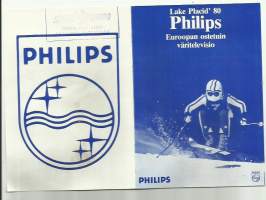 PHILIPS
Lake Placid' 80
Philips
Euroopan ostetuin
väritelevisio
PHILIPS